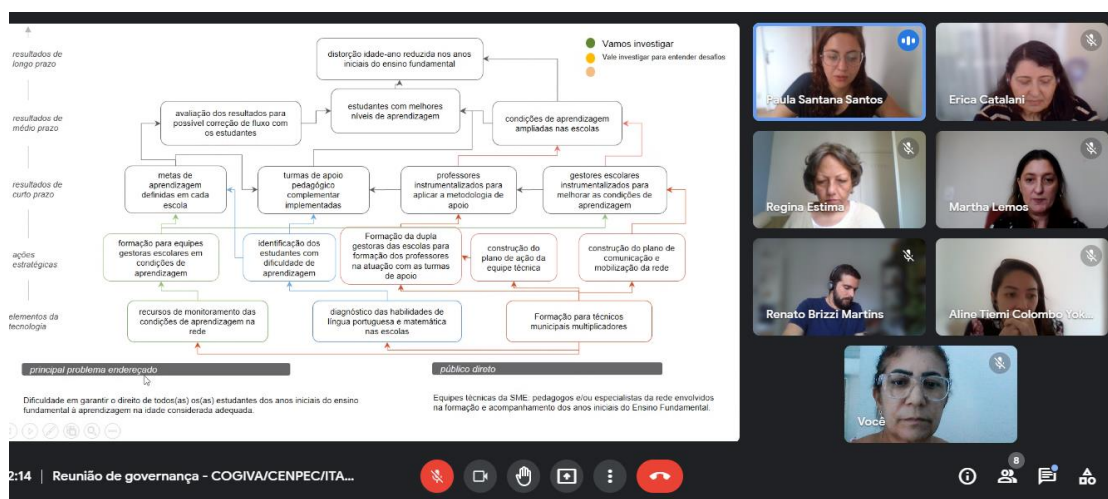 resultados de
longo prazo
distorção idade-ano reduzida nos anos
iniciais do ensino fundamental
Vamos investigar
Vale investigar para entender desafios
resultados de
médio prazo
avaliação dos resultados para
possível correção de fluxo com
os estudantes
estudantes com melhores
níveis de aprendizagem
condições de aprendizagem
ampliadas nas escolas
resultados de
curto prazo
metas de
aprendizagem
definidas em cada
escola
turmas de apoio
pedagógico
complementar
implementadas
professores
instrumentalizados para
aplicar a metodologia de
apoio
gestores escolares
instrumentalizados para
melhorar as condições de
aprendizagem
ações
estratégicas
formação para equipes
gestoras escolares em
condições de
aprendizagem
identificação dos
estudantes com
dificuldade de
aprendizagem
Formação da dupla
gestoras das escolas para
formação dos professores
na atuação com as turmas
de apoio
construção do
plano de ação da
equipe técnica
construção do plano de
comunicação e
mobilização da rede
elementos da
tecnologia
recursos de monitoramento das
condições de aprendizagem na
rede
diagnóstico das habilidades de
língua portuguesa e matemática
nas escolas
Formação para técnicos
municipais multiplicadores
principal problema endereçado
público direto
Dificuldade em garantir o direito de todos(as) os(as) estudantes dos anos iniciais do ensino
fundamental à aprendizagem na idade considerada adequada.
Equipes técnicas da SME: pedagogos e/ou especialistas da rede envolvidos
na formação e acompanhamento dos anos iniciais do Ensino Fundamental.
Paula Santana Santos
Erica Catalani
Regina Estima
Martha Lemos
Renato Brizzi Martins
Aline Tiemi Colombo Yok...
Você
2:14 | Reunião de governança - COGIVA/CENPEC/ITA...
8